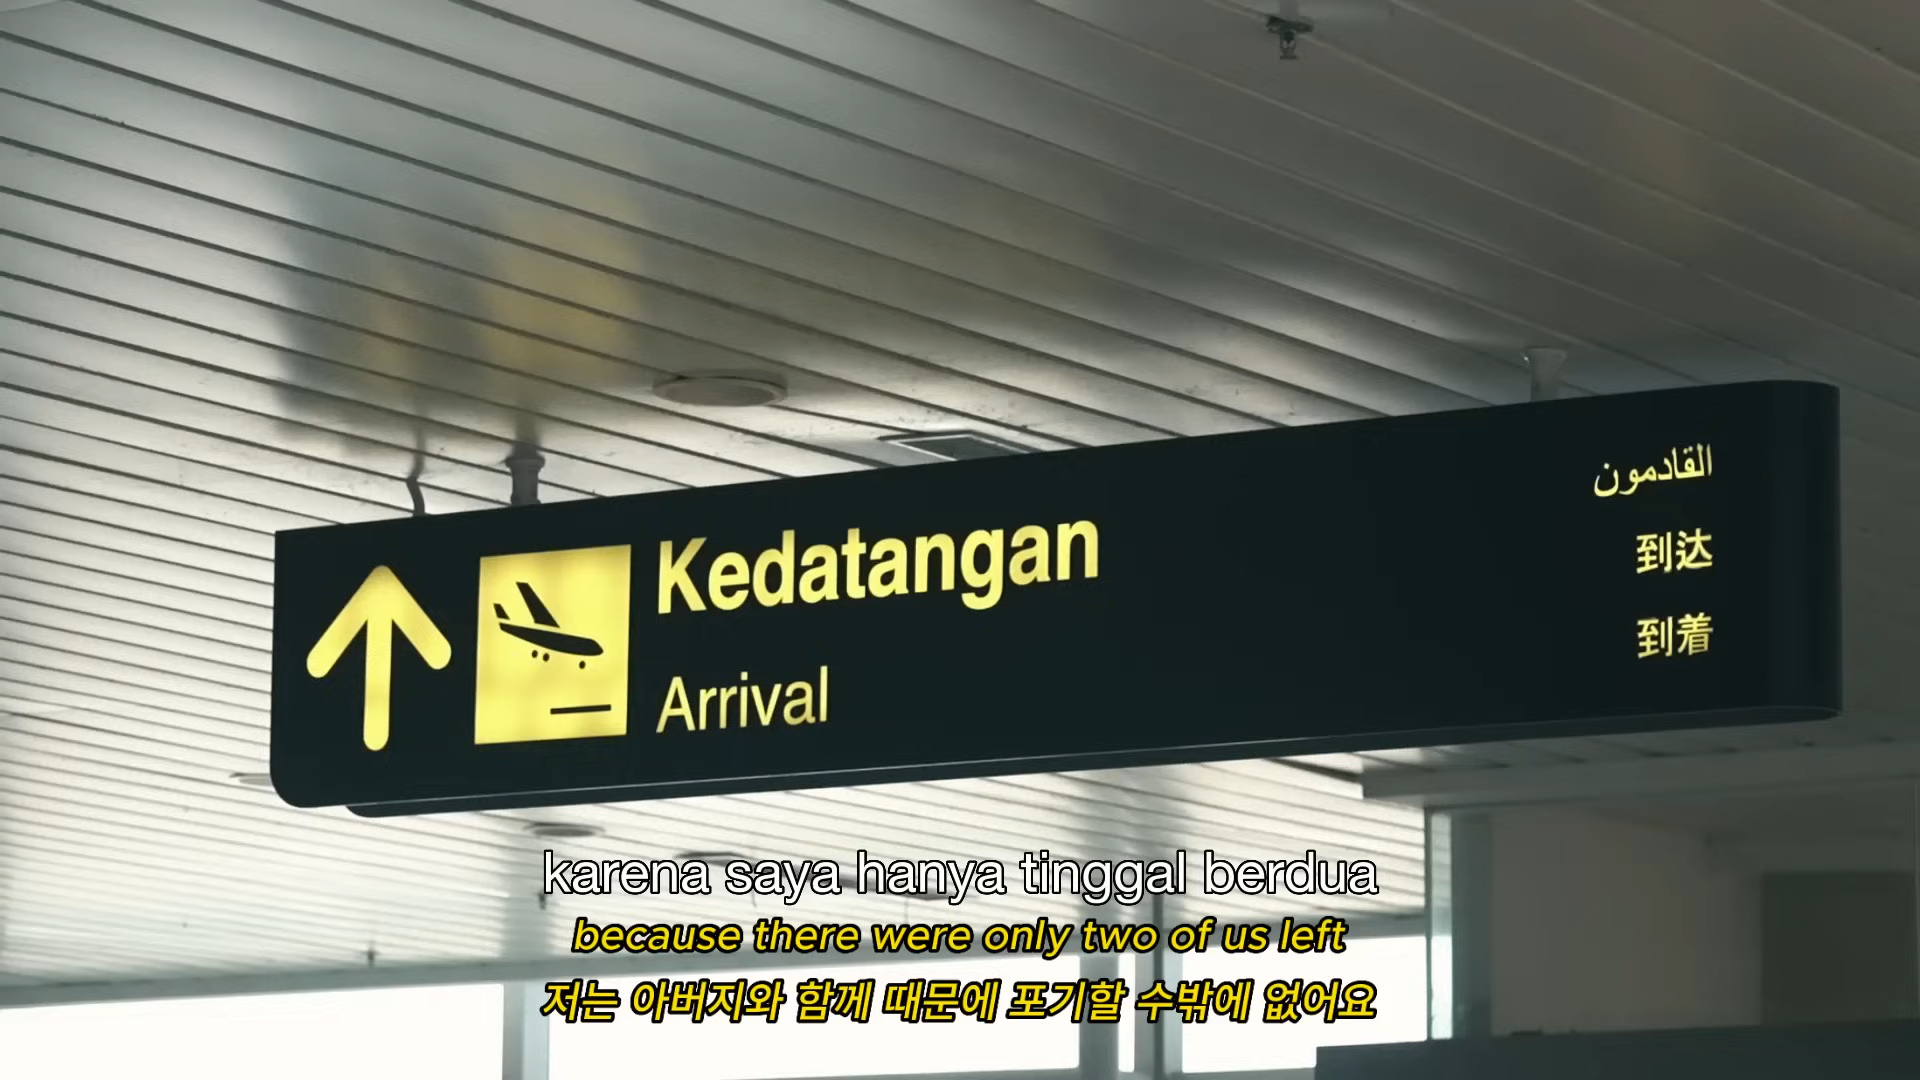 Kedatangan
Arrival
القادمون
到达
到着
karena saya hanya tinggal berdua
because there were only two of us left
저는 아버지와 함께 때문에 포기할 수밖에 없어요